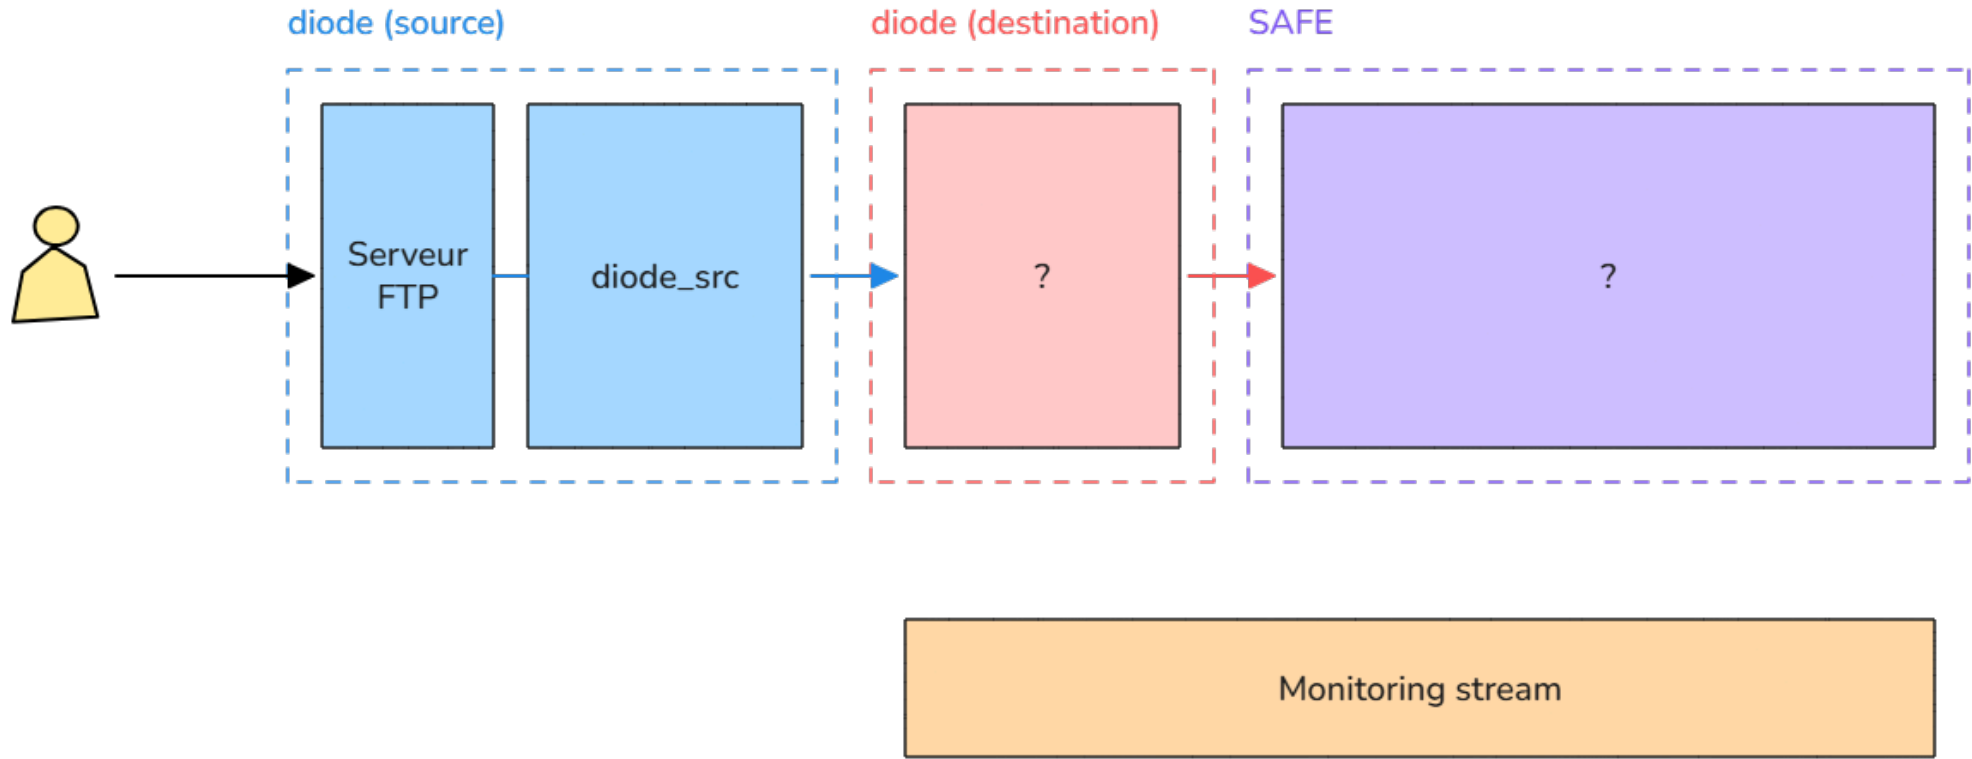 diode (source)
diode (destination)
SAFE
Serveur
FTP
diode_src
?
?
Monitoring stream